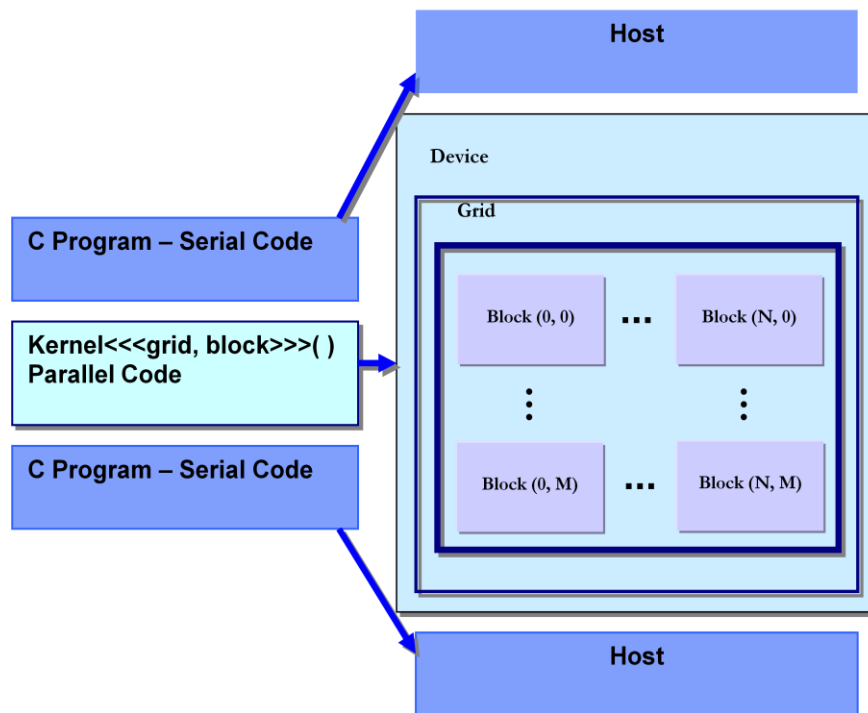 Host
Device
Grid
C Program – Serial Code
Block (0, 0) ... Block (N, 0)
Kernel<<<grid, block>>>( )
Parallel Code
Block (0, M) ... Block (N, M)
C Program – Serial Code
Host